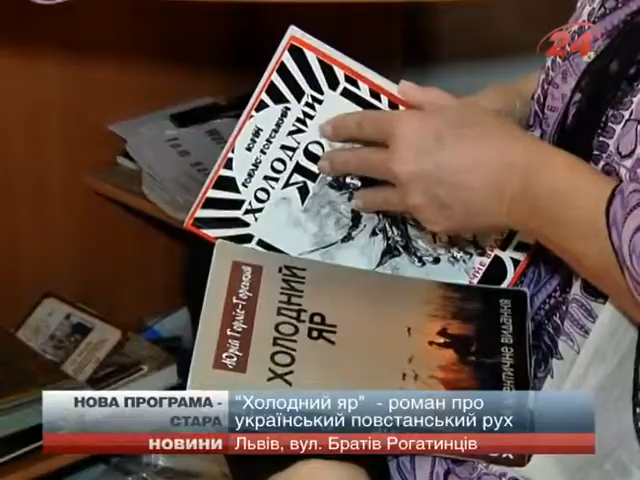 24
ЮРІЙ
ГОРЛІС-ГОРСЬКИЙ
ХОЛОДНИЙ
ЯР
Юрій Горліс-Горський
ХОЛОДНИЙ
ЯР
НОВА ПРОГРАМА -
СТАРА
"Холодний яр" - роман про
український повстанський рух
НОВИНИ
Львів, вул. Братів Рогатинців